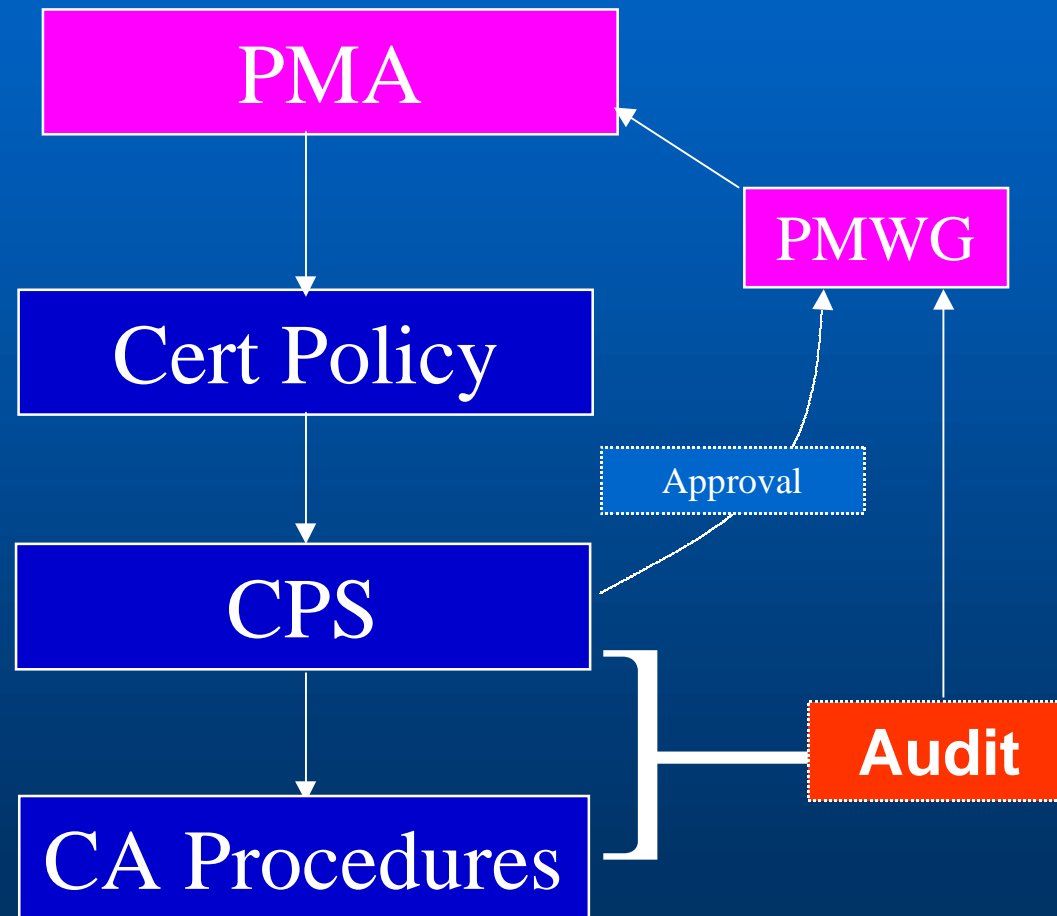 PMA
PMWG
Cert Policy
Approval
CPS
Audit
CA Procedures